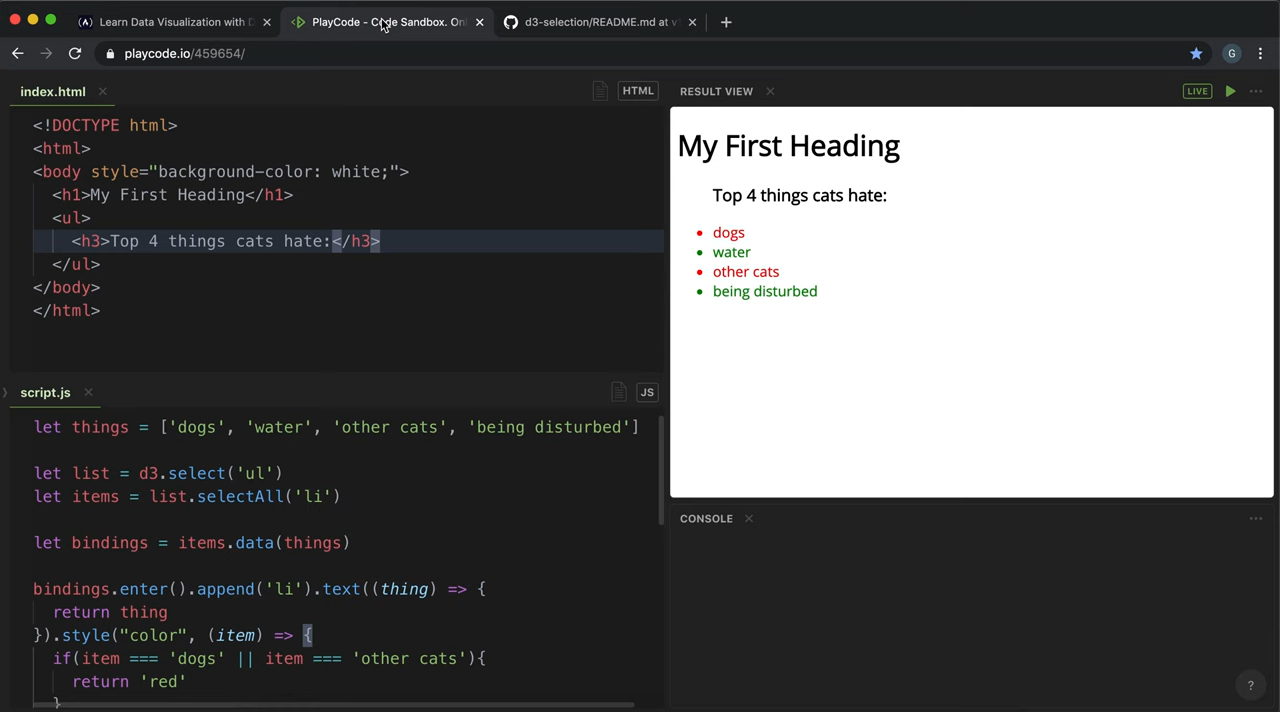 Learn Data Visualization with D
PlayCode - Code Sandbox. Onl
d3-selection/README.md at v
playcode.io/459654/
G
index.html
HTML
<!DOCTYPE html>
<html>
<body style="background-color: white;">
<h1>My First Heading</h1>
<ul>
<h3>Top 4 things cats hate:</h3>
</ul>
</body>
</html>
script.js
JS
let things = ['dogs', 'water', 'other cats', 'being disturbed']
let list = d3.select('ul')
let items = list.selectAll('li')
let bindings = items.data(things)
bindings.enter().append('li').text((thing) => {
return thing
}).style("color", (item) => {
if(item === 'dogs' || item === 'other cats'){
return 'red'
}
RESULT VIEW
LIVE
My First Heading
Top 4 things cats hate:
• dogs
• water
• other cats
• being disturbed
CONSOLE
?